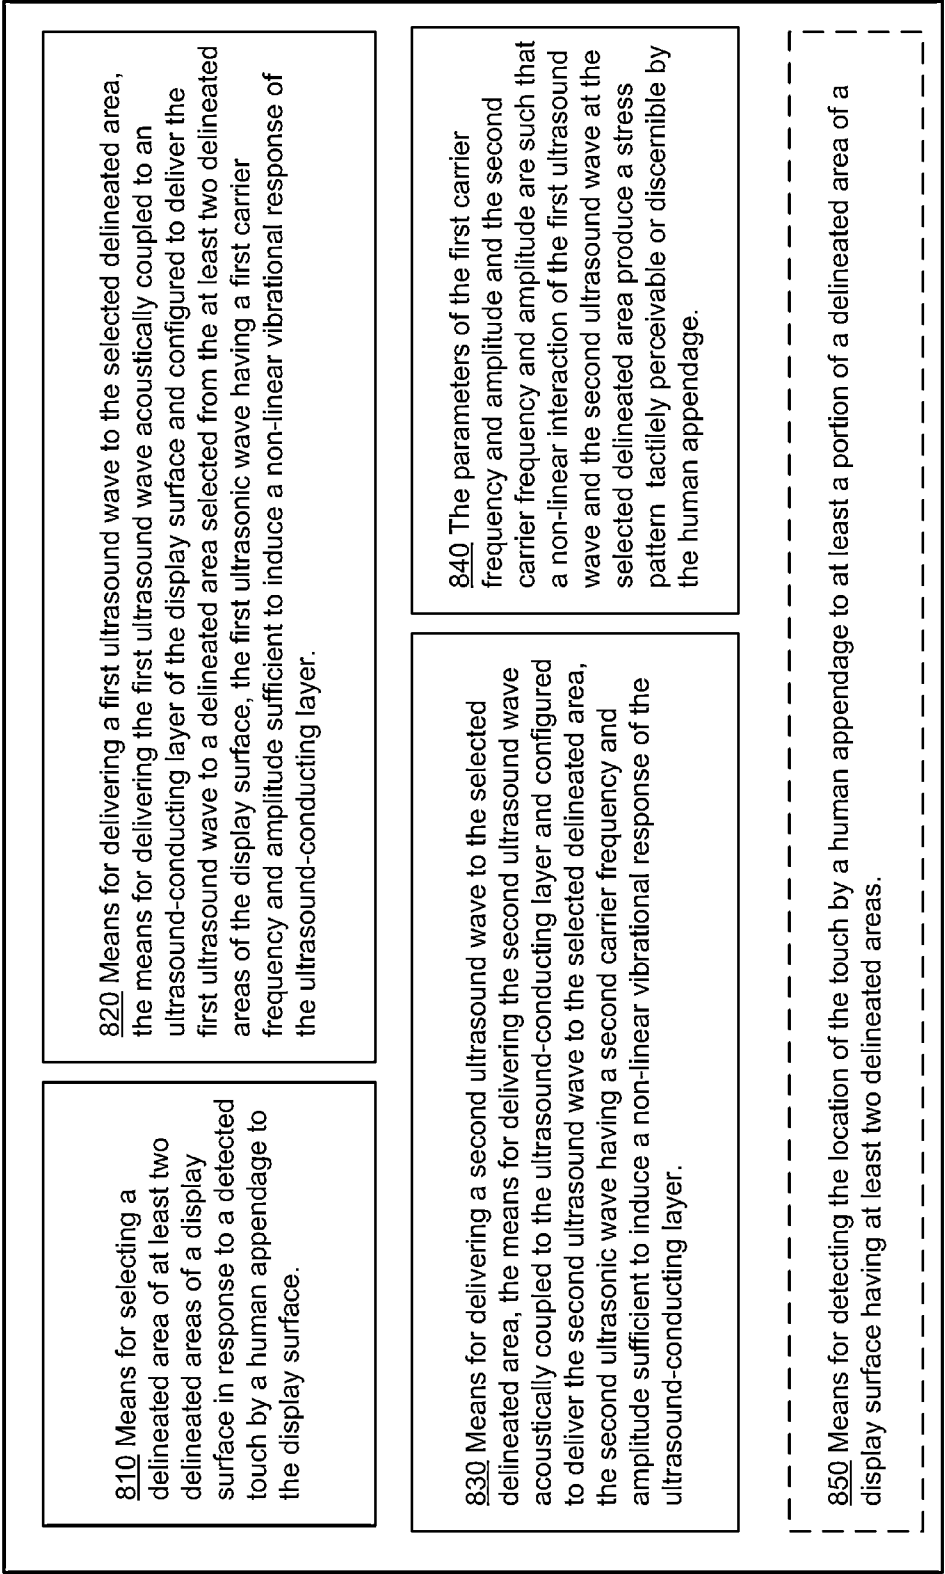 810 Means for selecting a
delineated area of at least two
delineated areas of a display
surface in response to a detected
touch by a human appendage to
the display surface.
820 Means for delivering a first ultrasound wave to the selected delineated area,
the means for delivering the first ultrasound wave acoustically coupled to an
ultrasound-conducting layer of the display surface and configured to deliver the
first ultrasound wave to a delineated area selected from the at least two delineated
areas of the display surface, the first ultrasonic wave having a first carrier
frequency and amplitude sufficient to induce a non-linear vibrational response of
the ultrasound-conducting layer.
830 Means for delivering a second ultrasound wave to the selected
delineated area, the means for delivering the second ultrasound wave
acoustically coupled to the ultrasound-conducting layer and configured
to deliver the second ultrasound wave to the selected delineated area,
the second ultrasonic wave having a second carrier frequency and
amplitude sufficient to induce a non-linear vibrational response of the
ultrasound-conducting layer.
840 The parameters of the first carrier
frequency and amplitude and the second
carrier frequency and amplitude are such that
a non-linear interaction of the first ultrasound
wave and the second ultrasound wave at the
selected delineated area produce a stress
pattern tactilely perceivable or discernible by
the human appendage.
850 Means for detecting the location of the touch by a human appendage to at least a portion of a delineated area of a
display surface having at least two delineated areas.